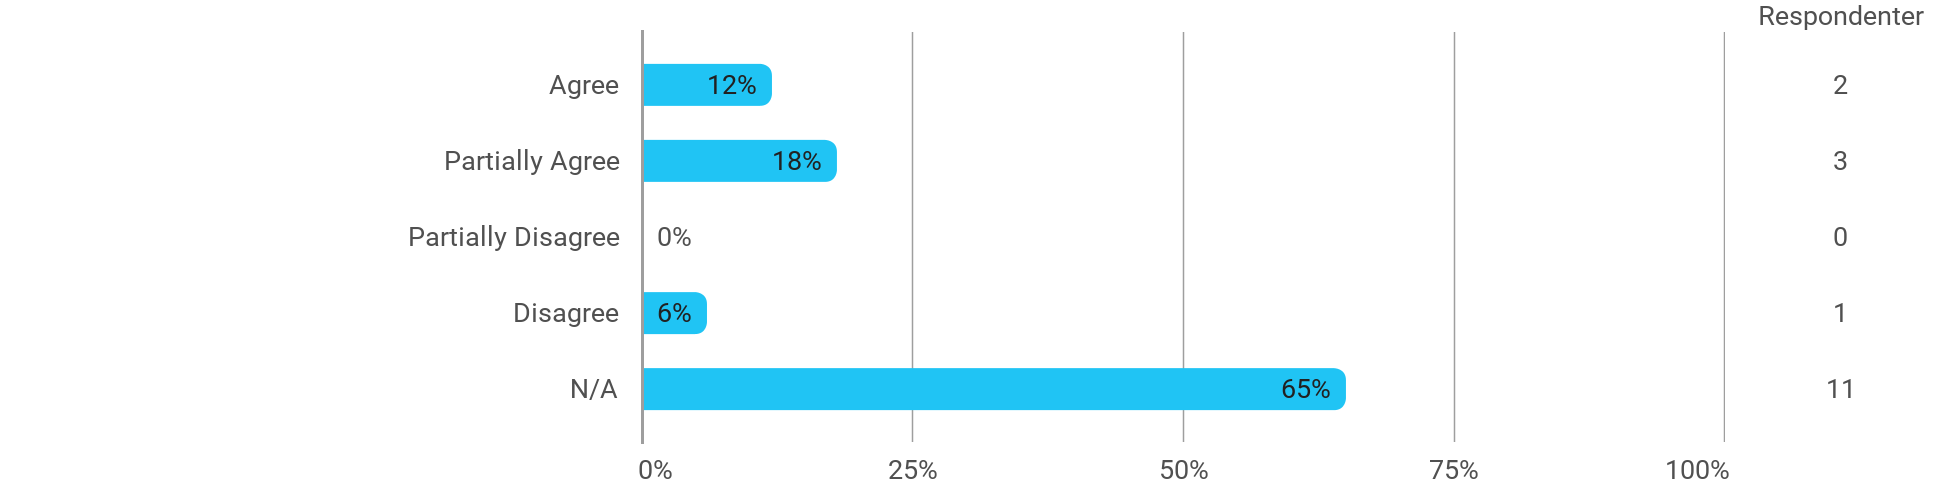 Respondenter
Agree 12% 2
Partially Agree 18% 3
Partially Disagree 0% 0
Disagree 6% 1
N/A 65% 11
0% 25% 50% 75% 100%